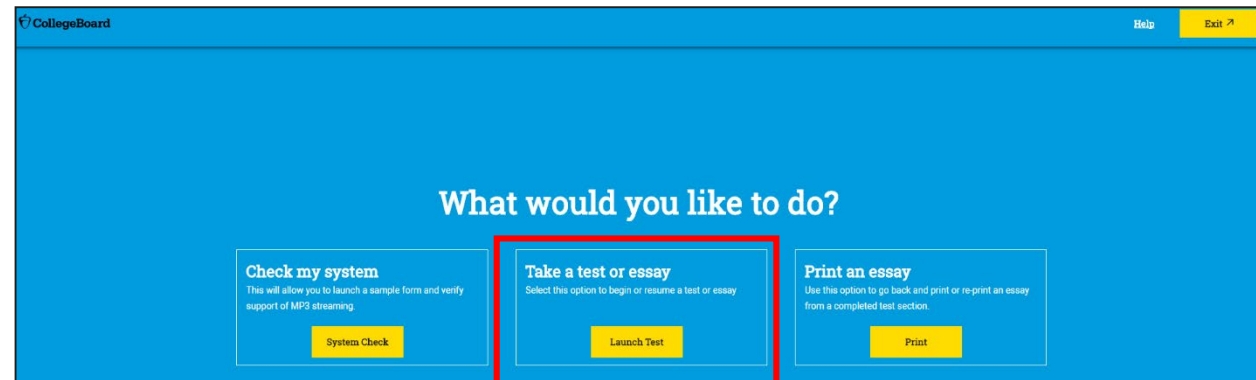 CollegeBoard
Help
Exit
What would you like to do?
Check my system
This will allow you to launch a sample form and verify
support of MP3 streaming.
System Check
Take a test or essay
Select this option to begin or resume a test or essay
Launch Test
Print an essay
Use this option to go back and print or re-print an essay
from a completed test section.
Print